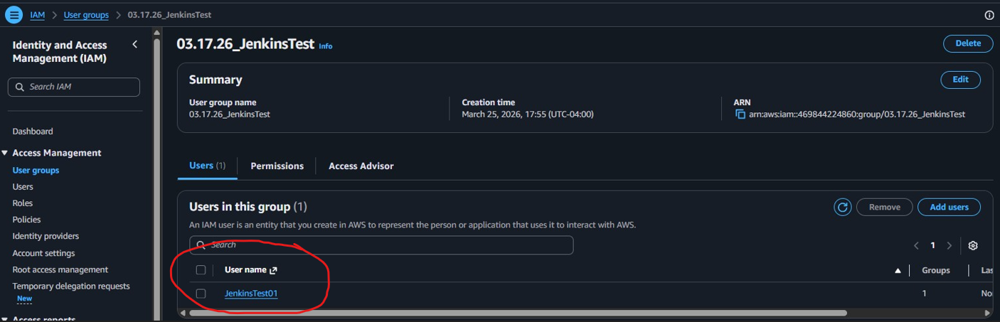 IAM > User groups > 03.17.26_JenkinsTest
Identity and Access Management (IAM)
Search IAM
Dashboard
Access Management
User groups
Users
Roles
Policies
Identity providers
Account settings
Root access management
Temporary delegation requests
New
Access reports
03.17.26_JenkinsTest Info
Delete
Summary
Edit
User group name
03.17.26_JenkinsTest
Creation time
March 25, 2026, 17:55 (UTC-04:00)
ARN
arn:aws:iam::469844224860:group/03.17.26_JenkinsTest
Users (1)
Permissions
Access Advisor
Users in this group (1)
Remove
Add users
An IAM user is an entity that you create in AWS to represent the person or application that uses it to interact with AWS.
Search
1
User name
Groups
Las
JenkinsTest01
1
No